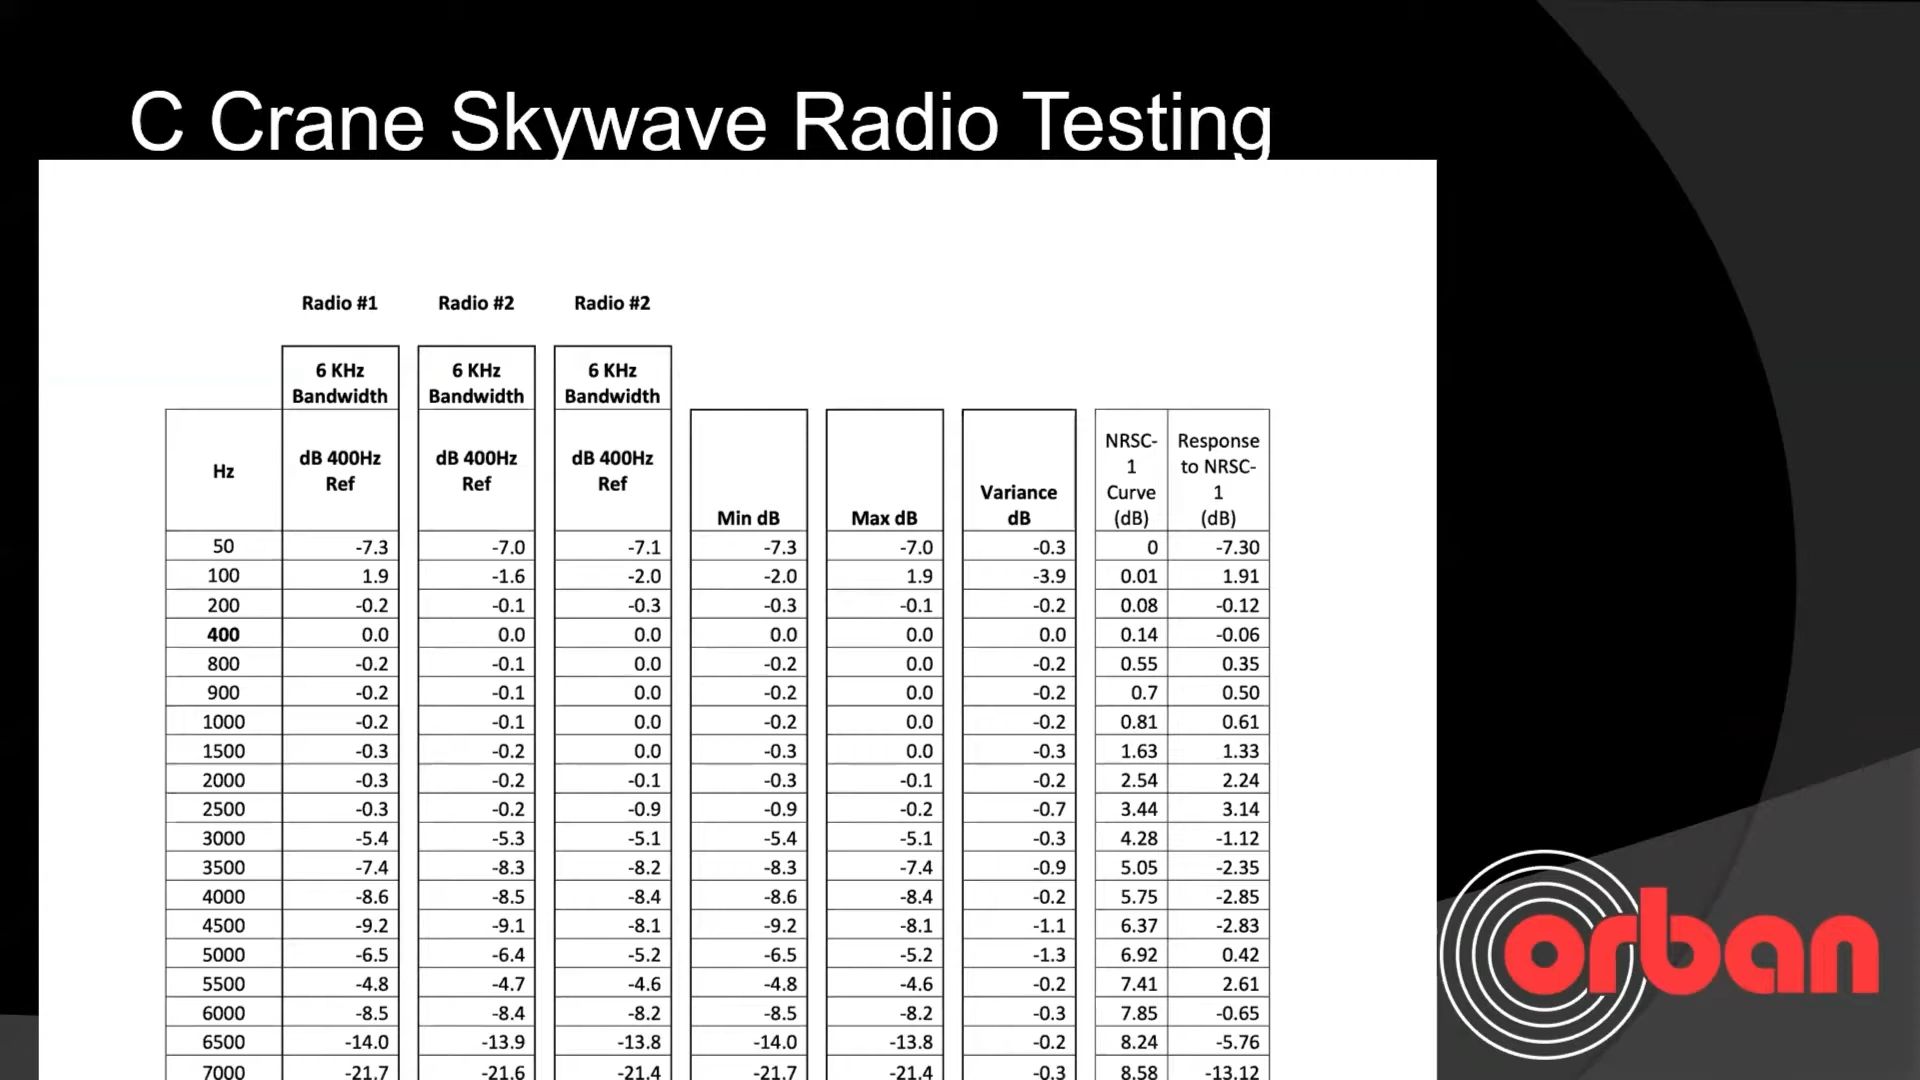 C Crane Skywave Radio Testing
Radio #1 Radio #2 Radio #2
6 KHz Bandwidth 6 KHz Bandwidth 6 KHz Bandwidth
Hz dB 400Hz Ref dB 400Hz Ref dB 400Hz Ref Min dB Max dB Variance dB NRSC-1 Curve (dB) Response to NRSC-1 (dB)
50 -7.3 -7.0 -7.1 -7.3 -7.0 -0.3 0 -7.30
100 1.9 -1.6 -2.0 -2.0 1.9 -3.9 0.01 1.91
200 -0.2 -0.1 -0.3 -0.3 -0.1 -0.2 0.08 -0.12
400 0.0 0.0 0.0 0.0 0.0 0.0 0.14 -0.06
800 -0.2 -0.1 0.0 -0.2 0.0 -0.2 0.55 0.35
900 -0.2 -0.1 0.0 -0.2 0.0 -0.2 0.7 0.50
1000 -0.2 -0.1 0.0 -0.2 0.0 -0.2 0.81 0.61
1500 -0.3 -0.2 0.0 -0.3 0.0 -0.3 1.63 1.33
2000 -0.3 -0.2 -0.1 -0.3 -0.1 -0.2 2.54 2.24
2500 -0.3 -0.2 -0.9 -0.9 -0.2 -0.7 3.44 3.14
3000 -5.4 -5.3 -5.1 -5.4 -5.1 -0.3 4.28 -1.12
3500 -7.4 -8.3 -8.2 -8.3 -7.4 -0.9 5.05 -2.35
4000 -8.6 -8.5 -8.4 -8.6 -8.4 -0.2 5.75 -2.85
4500 -9.2 -9.1 -8.1 -9.2 -8.1 -1.1 6.37 -2.83
5000 -6.5 -6.4 -5.2 -6.5 -5.2 -1.3 6.92 0.42
5500 -4.8 -4.7 -4.6 -4.8 -4.6 -0.2 7.41 2.61
6000 -8.5 -8.4 -8.2 -8.5 -8.2 -0.3 7.85 -0.65
6500 -14.0 -13.9 -13.8 -14.0 -13.8 -0.2 8.24 -5.76
7000 -21.7 -21.6 -21.4 -21.7 -21.4 -0.3 8.58 -13.12
orban